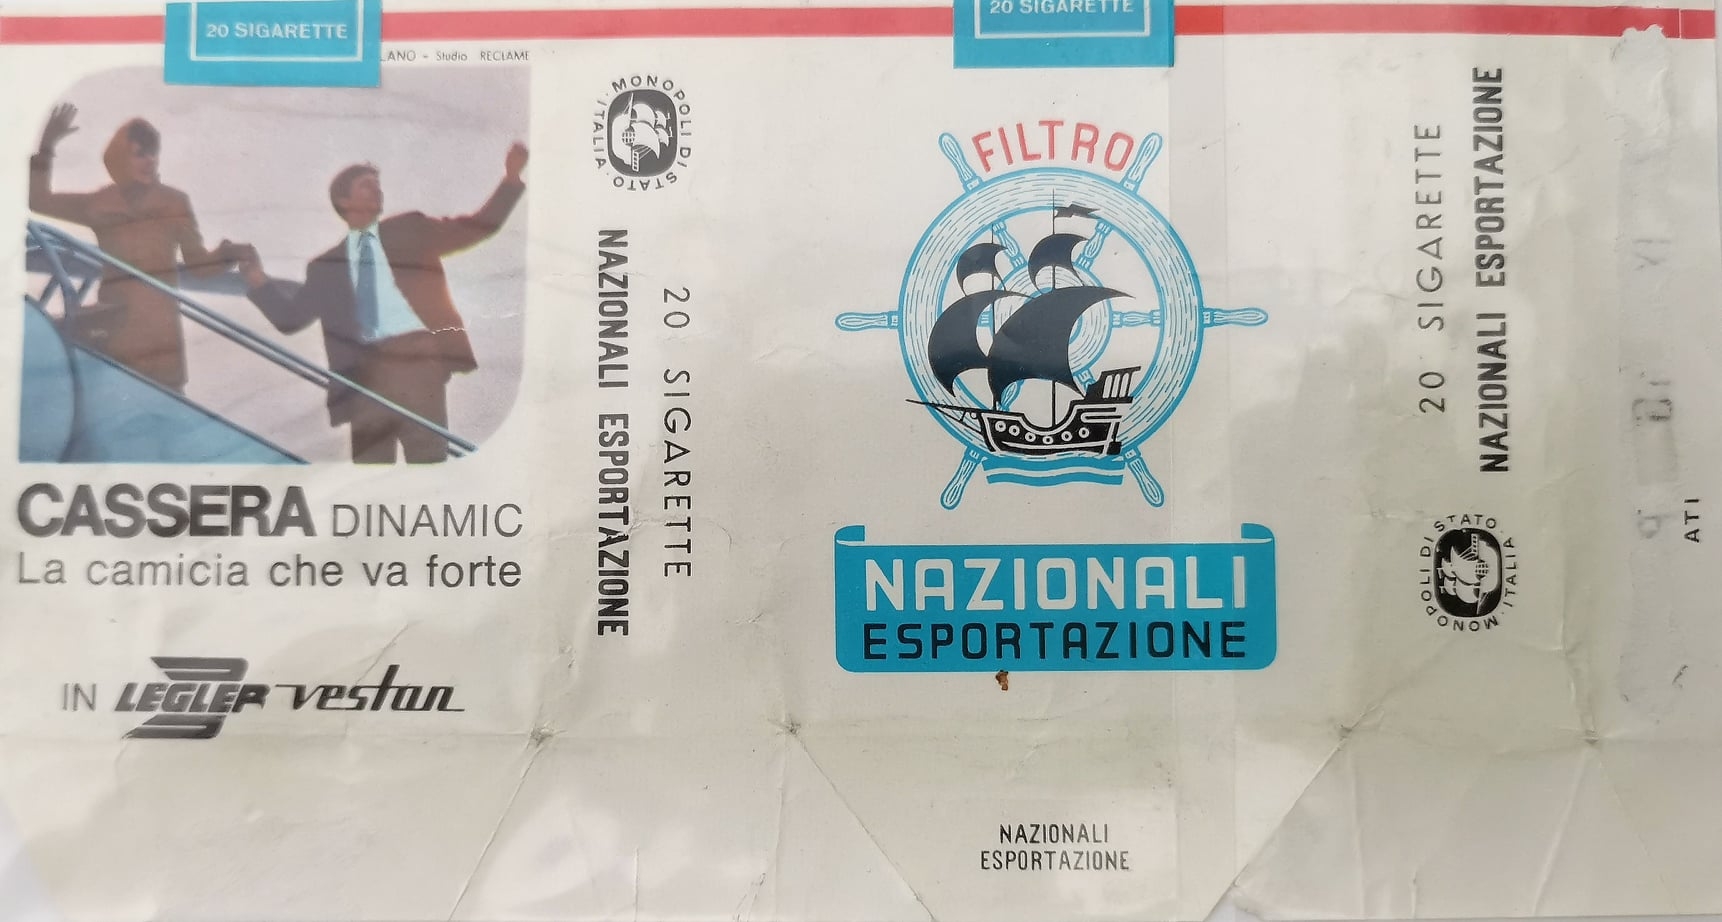 20 SIGARETTE
LANO - Studio RECLAME
CASSERA DINAMIC
La camicia che va forte
IN LEGLER vestan
MONOPOLI DI STATO · ITALIA ·
NAZIONALI ESPORTAZIONE
20 SIGARETTE
20 SIGARETTE
FILTRO
NAZIONALI
ESPORTAZIONE
NAZIONALI
ESPORTAZIONE
20 SIGARETTE
NAZIONALI ESPORTAZIONE
MONOPOLI DI STATO · ITALIA ·
ATI